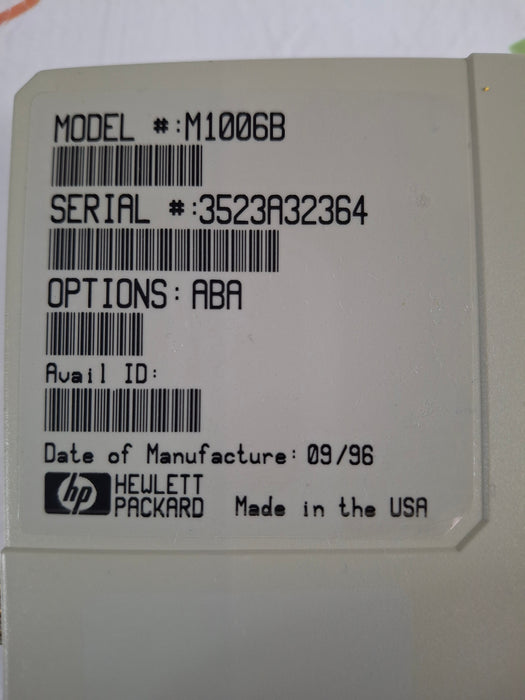 MODEL #:M1006B
SERIAL #:3523A32364
OPTIONS: ABA
Avail ID:
Date of Manufacture: 09/96
hp HEWLETT
PACKARD Made in the USA